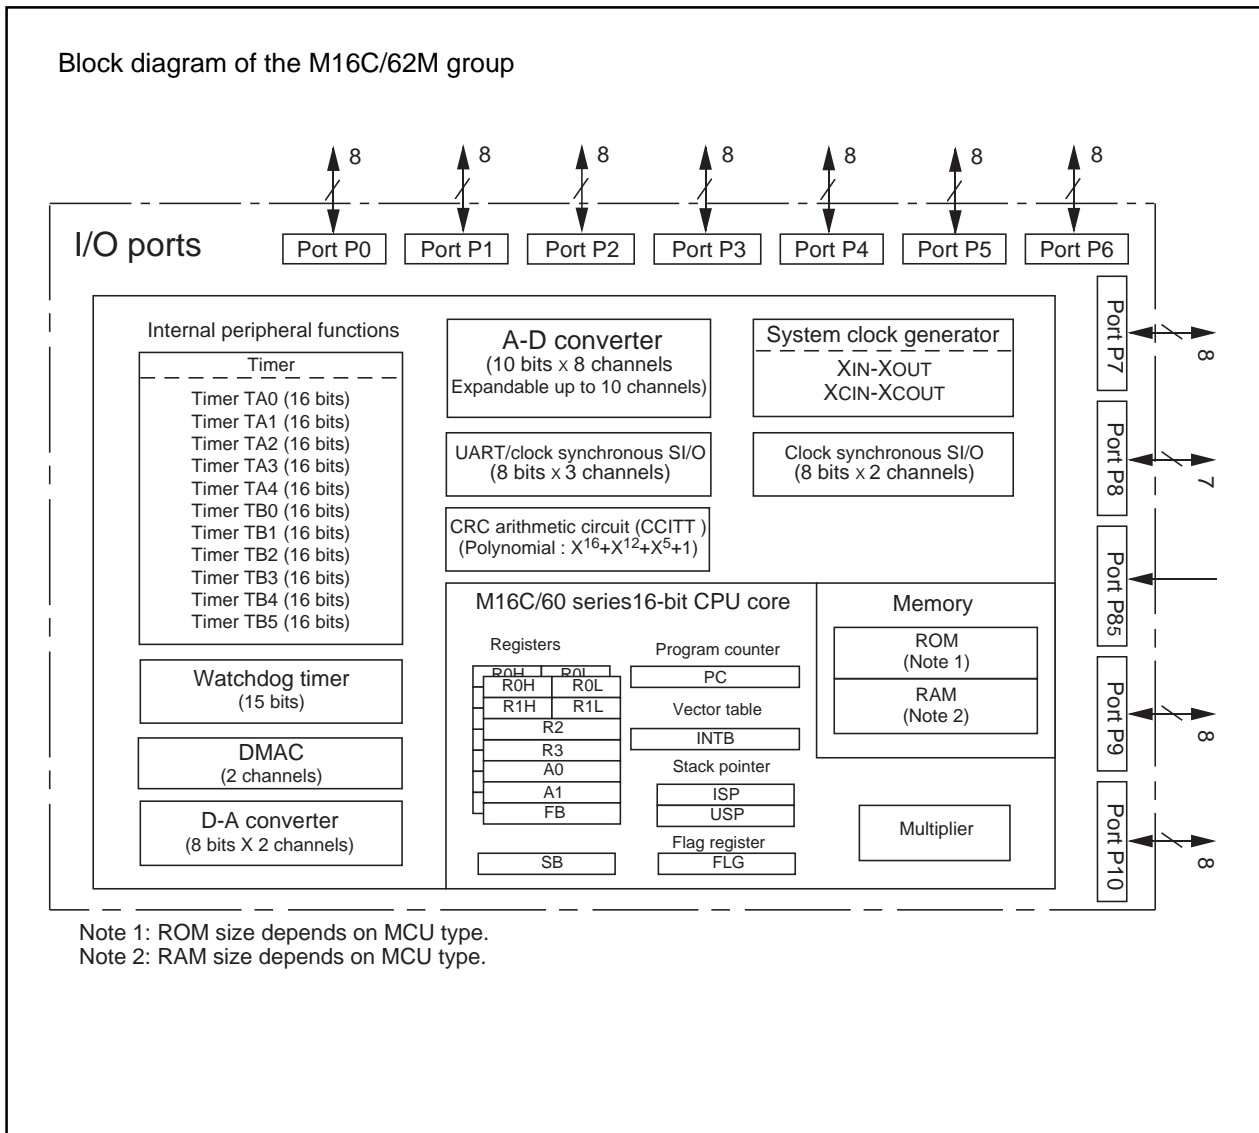 Block diagram of the M16C/62M group
8 8 8 8 8 8 8
I/O ports
Port P0 Port P1 Port P2 Port P3 Port P4 Port P5 Port P6
Internal peripheral functions
Timer
Timer TA0 (16 bits)
Timer TA1 (16 bits)
Timer TA2 (16 bits)
Timer TA3 (16 bits)
Timer TA4 (16 bits)
Timer TB0 (16 bits)
Timer TB1 (16 bits)
Timer TB2 (16 bits)
Timer TB3 (16 bits)
Timer TB4 (16 bits)
Timer TB5 (16 bits)
Watchdog timer
(15 bits)
DMAC
(2 channels)
D-A converter
(8 bits X 2 channels)
A-D converter
(10 bits x 8 channels
Expandable up to 10 channels)
UART/clock synchronous SI/O
(8 bits x 3 channels)
CRC arithmetic circuit (CCITT )
(Polynomial : X16+X12+X5+1)
System clock generator
XIN-XOUT
XCIN-XCOUT
Clock synchronous SI/O
(8 bits x 2 channels)
M16C/60 series16-bit CPU core
Registers
R0H R0L
R0H R0L
R1H R1L
R2
R3
A0
A1
FB
SB
Program counter
PC
Vector table
INTB
Stack pointer
ISP
USP
Flag register
FLG
Memory
ROM
(Note 1)
RAM
(Note 2)
Multiplier
Port P7
8
Port P8
7
Port P85
Port P9
8
Port P10
8
Note 1: ROM size depends on MCU type.
Note 2: RAM size depends on MCU type.